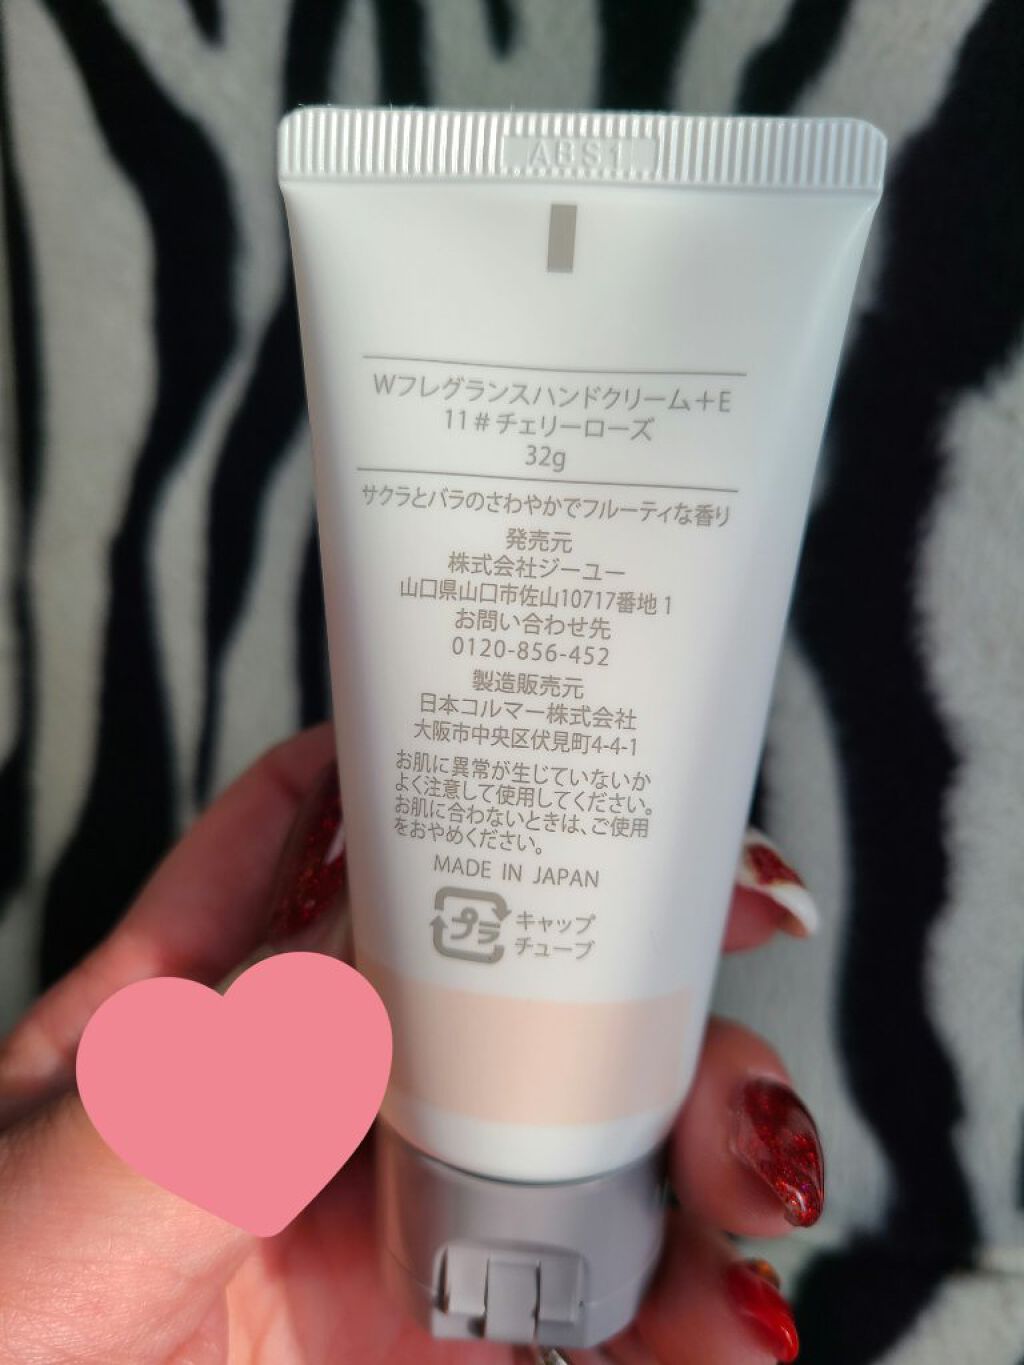 ABS1
Wフレグランスハンドクリーム+E
11#チェリーローズ
32g
サクラとバラのさわやかでフルーティな香り
発売元
株式会社ジーユー
山口県山口市佐山10717番地1
お問い合わせ先
0120-856-452
製造販売元
日本コルマー株式会社
大阪市中央区伏見町4-4-1
お肌に異常が生じていないか
よく注意して使用してください。
お肌に合わないときは、ご使用
をおやめください。
MADE IN JAPAN
プラ キャップ
チューブ